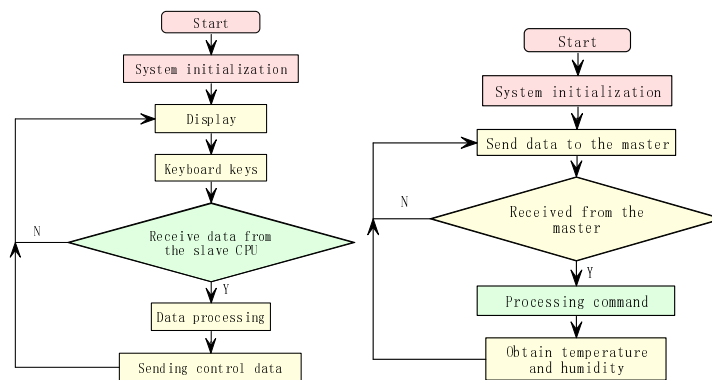 Start
System initialization
Display
Keyboard keys
N
Receive data from
the slave CPU
Y
Data processing
Sending control data
Start
System initialization
Send data to the master
N
Received from the
master
Y
Processing command
Obtain temperature
and humidity